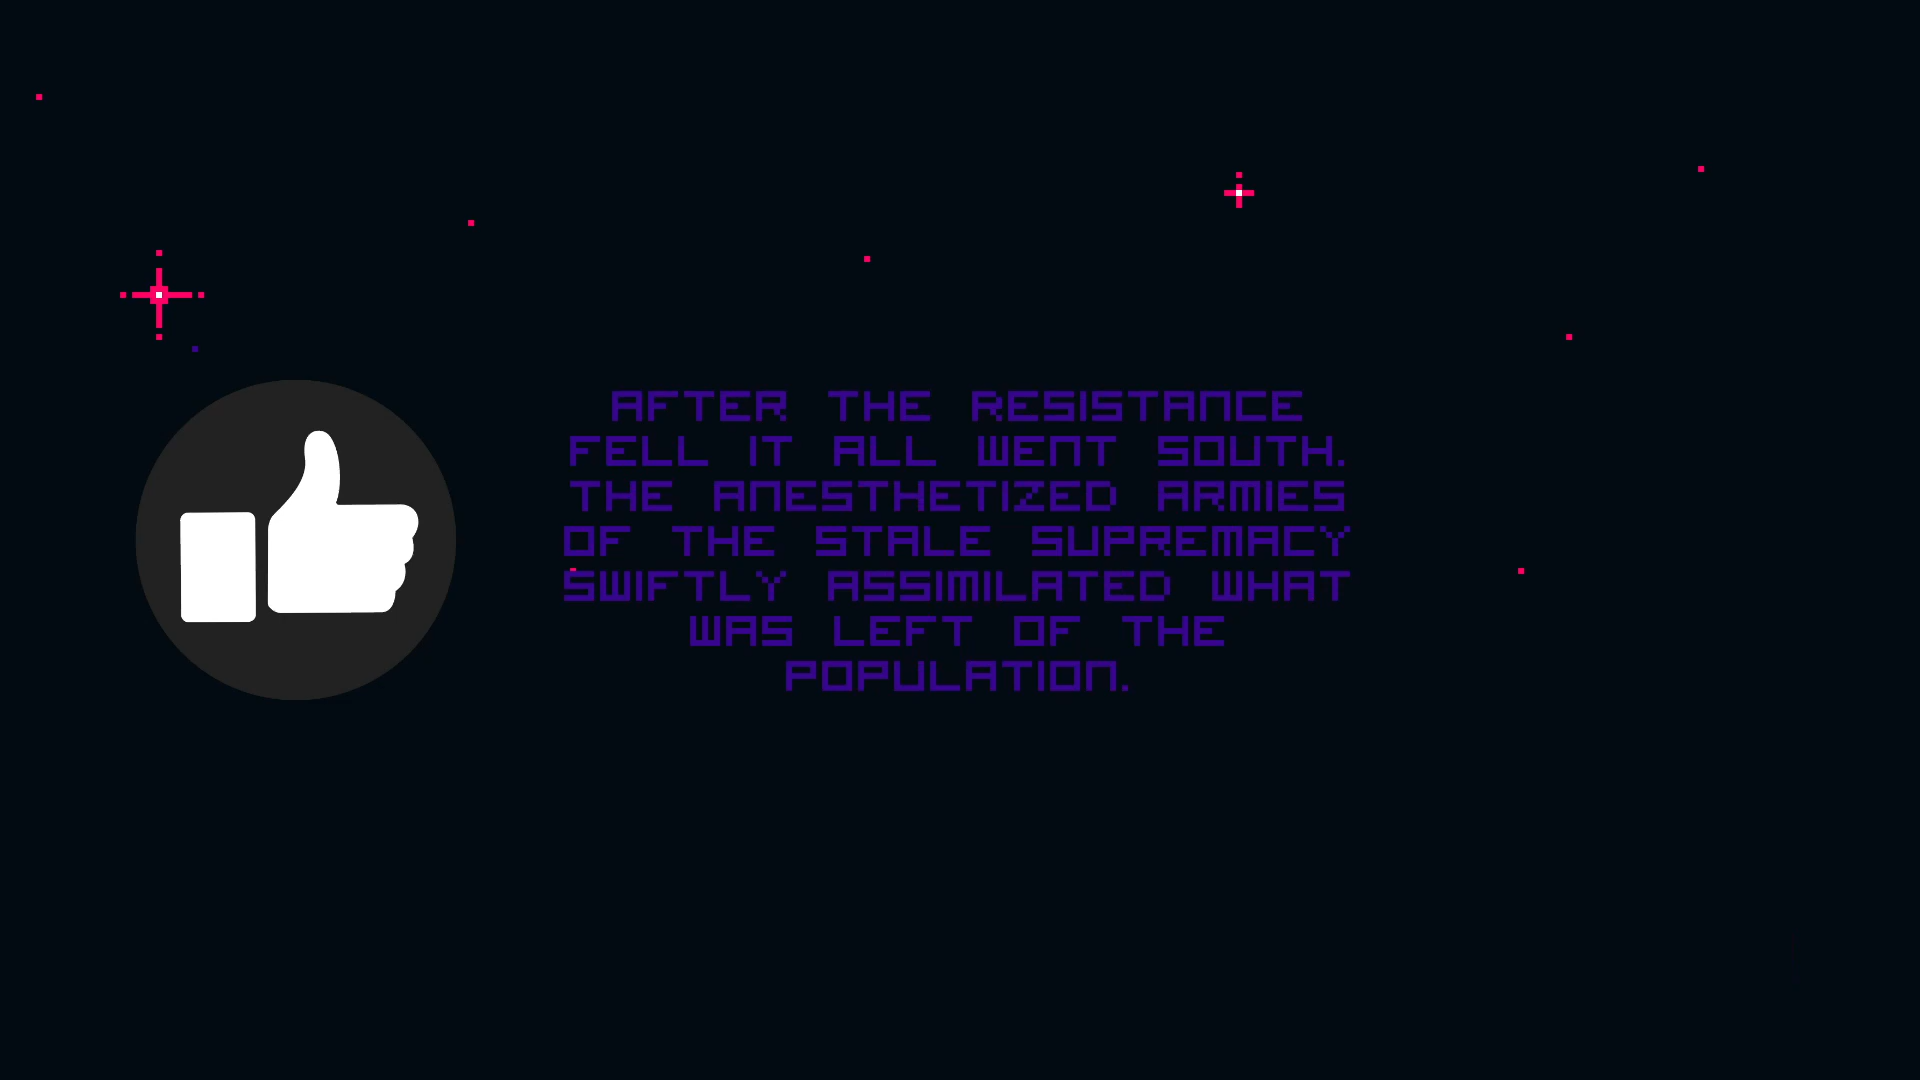 AFTER THE RESISTANCE
FELL IT ALL WENT SOUTH.
THE ANESTHETIZED ARMIES
OF THE STALE SUPREMACY
SWIFTLY ASSIMILATED WHAT
WAS LEFT OF THE
POPULATION.